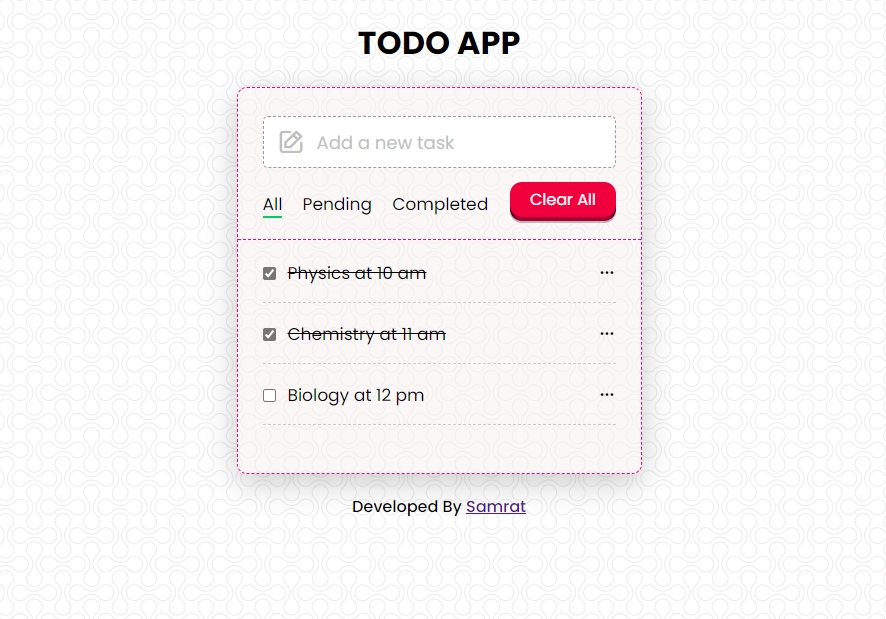 TODO APP
Add a new task
All Pending Completed Clear All
Physics at 10 am
Chemistry at 11 am
Biology at 12 pm
Developed By Samrat